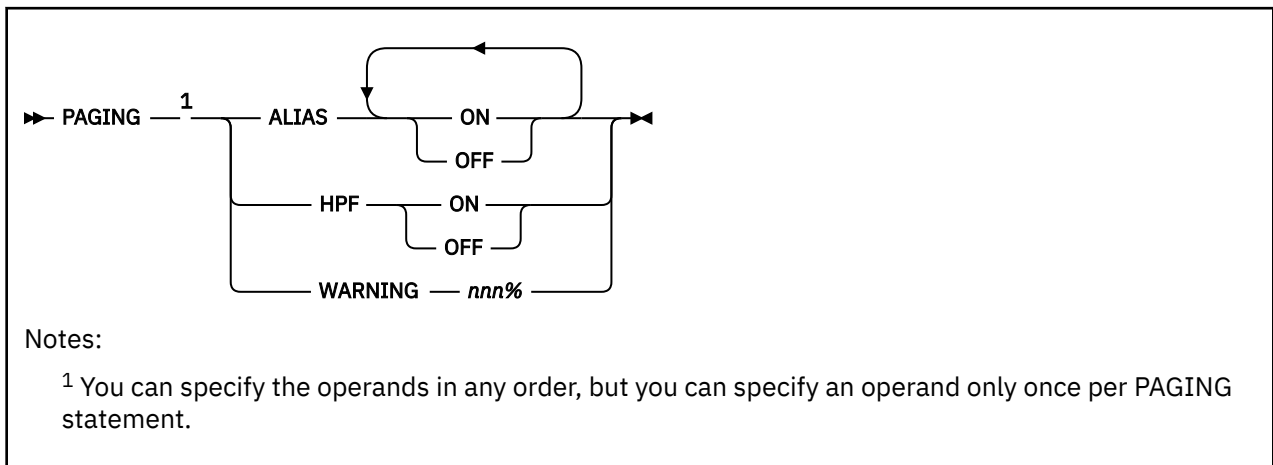 PAGING 1 ALIAS ON
OFF
HPF ON
OFF
WARNING nnn%
Notes:
1 You can specify the operands in any order, but you can specify an operand only once per PAGING
statement.